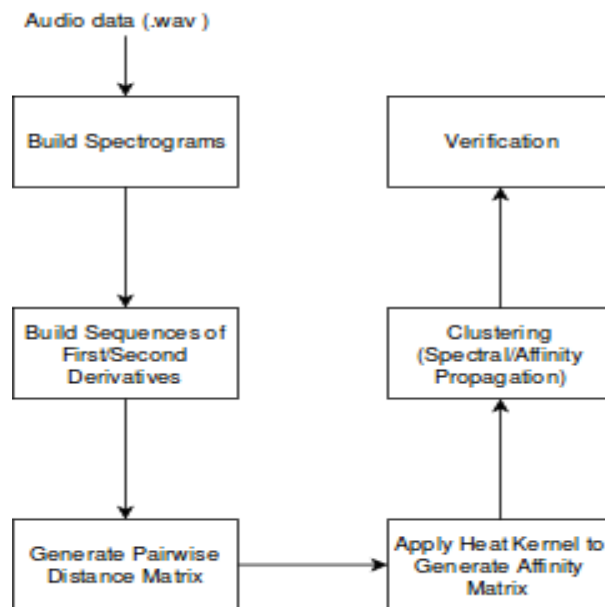 Audio data (.wav )
Build Spectrograms
Build Sequences of
First/Second
Derivatives
Generate Pairwise
Distance Matrix
Apply Heat Kernel to
Generate Affinity
Matrix
Clustering
(Spectral/Affinity
Propagation)
Verification